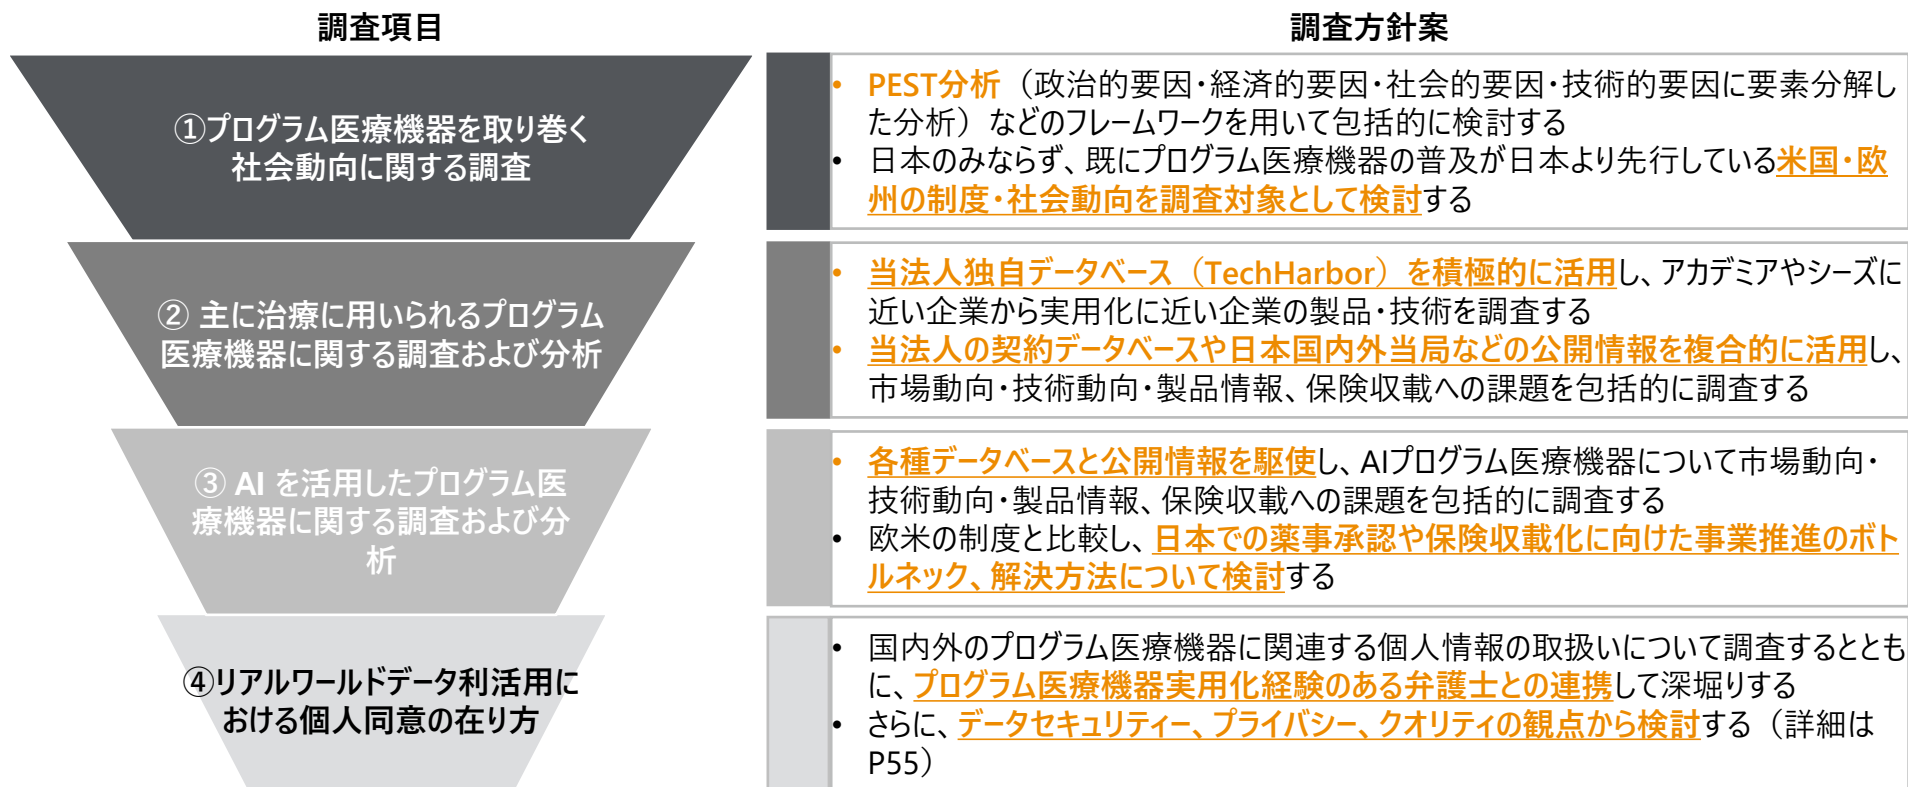 調査項目
調査方針案
①プログラム医療機器を取り巻く
社会動向に関する調査
• PEST分析（政治的要因・経済的要因・社会的要因・技術的要因に要素分解し
た分析）などのフレームワークを用いて包括的に検討する
• 日本のみならず、既にプログラム医療機器の普及が日本より先行している米国・欧
州の制度・社会動向を調査対象として検討する
② 主に治療に用いられるプログラム
医療機器に関する調査および分析
• 当法人独自データベース（TechHarbor）を積極的に活用し、アカデミアやシーズに
近い企業から実用化に近い企業の製品・技術を調査する
• 当法人の契約データベースや日本国内外当局などの公開情報を複合的に活用し、
市場動向・技術動向・製品情報、保険収載への課題を包括的に調査する
③ AI を活用したプログラム医
療機器に関する調査および分
析
• 各種データベースと公開情報を駆使し、AIプログラム医療機器について市場動向・
技術動向・製品情報、保険収載への課題を包括的に調査する
• 欧米の制度と比較し、日本での薬事承認や保険収載化に向けた事業推進のボト
ルネック、解決方法について検討する
④リアルワールドデータ利活用に
おける個人同意の在り方
• 国内外のプログラム医療機器に関連する個人情報の取扱いについて調査するととも
に、プログラム医療機器実用化経験のある弁護士との連携して深堀りする
• さらに、データセキュリティー、プライバシー、クオリティの観点から検討する（詳細は
P55）